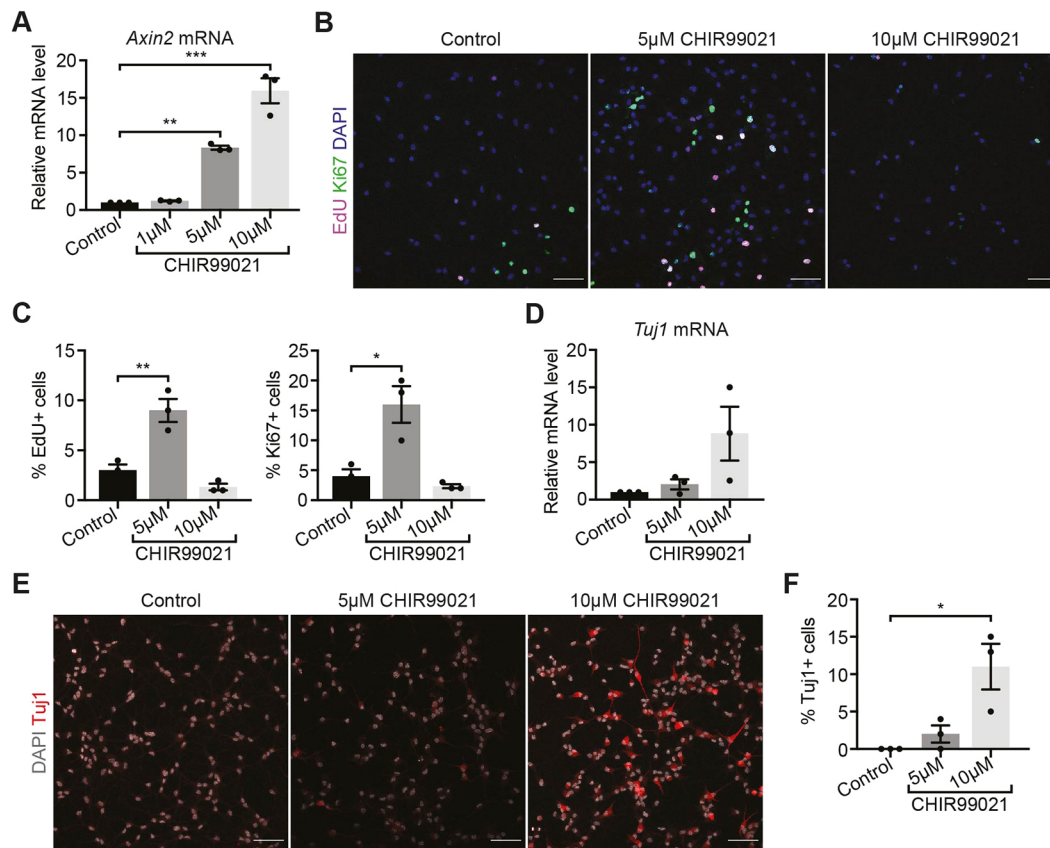 A
Axin2 mRNA
Relative mRNA level
20
15
10
5
0
***
**
Control
1µM
5µM
10µM
CHIR99021
B
Control
5µM CHIR99021
10µM CHIR99021
EdU Ki67 DAPI
C
% EdU+ cells
15
10
5
0
**
Control
5µM
10µM
CHIR99021
% Ki67+ cells
25
20
15
10
5
0
*
Control
5µM
10µM
CHIR99021
D
Tuj1 mRNA
Relative mRNA level
20
15
10
5
0
Control
5µM
10µM
CHIR99021
E
Control
5µM CHIR99021
10µM CHIR99021
DAPI Tuj1
F
% Tuj1+ cells
20
15
10
5
0
*
Control
5µM
10µM
CHIR99021